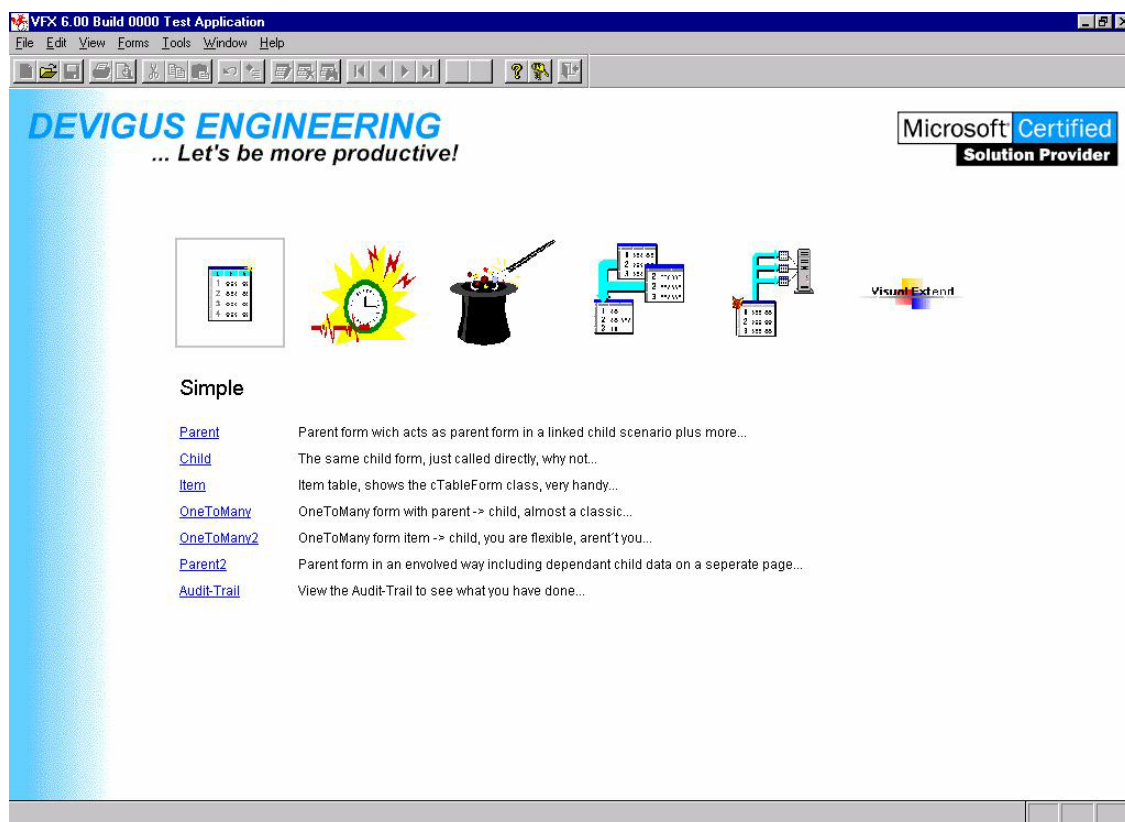 VFX 6.00 Build 0000 Test Application
File Edit View Forms Tools Window Help
DEVIGUS ENGINEERING
... Let's be more productive!
Microsoft Certified
Solution Provider
Visual Extend
Simple
Parent Parent form wich acts as parent form in a linked child scenario plus more...
Child The same child form, just called directly, why not...
Item Item table, shows the cTableForm class, very handy...
OneToMany OneToMany form with parent -> child, almost a classic...
OneToMany2 OneToMany form item -> child, you are flexible, arent´t you...
Parent2 Parent form in an envolved way including dependant child data on a seperate page...
Audit-Trail View the Audit-Trail to see what you have done...